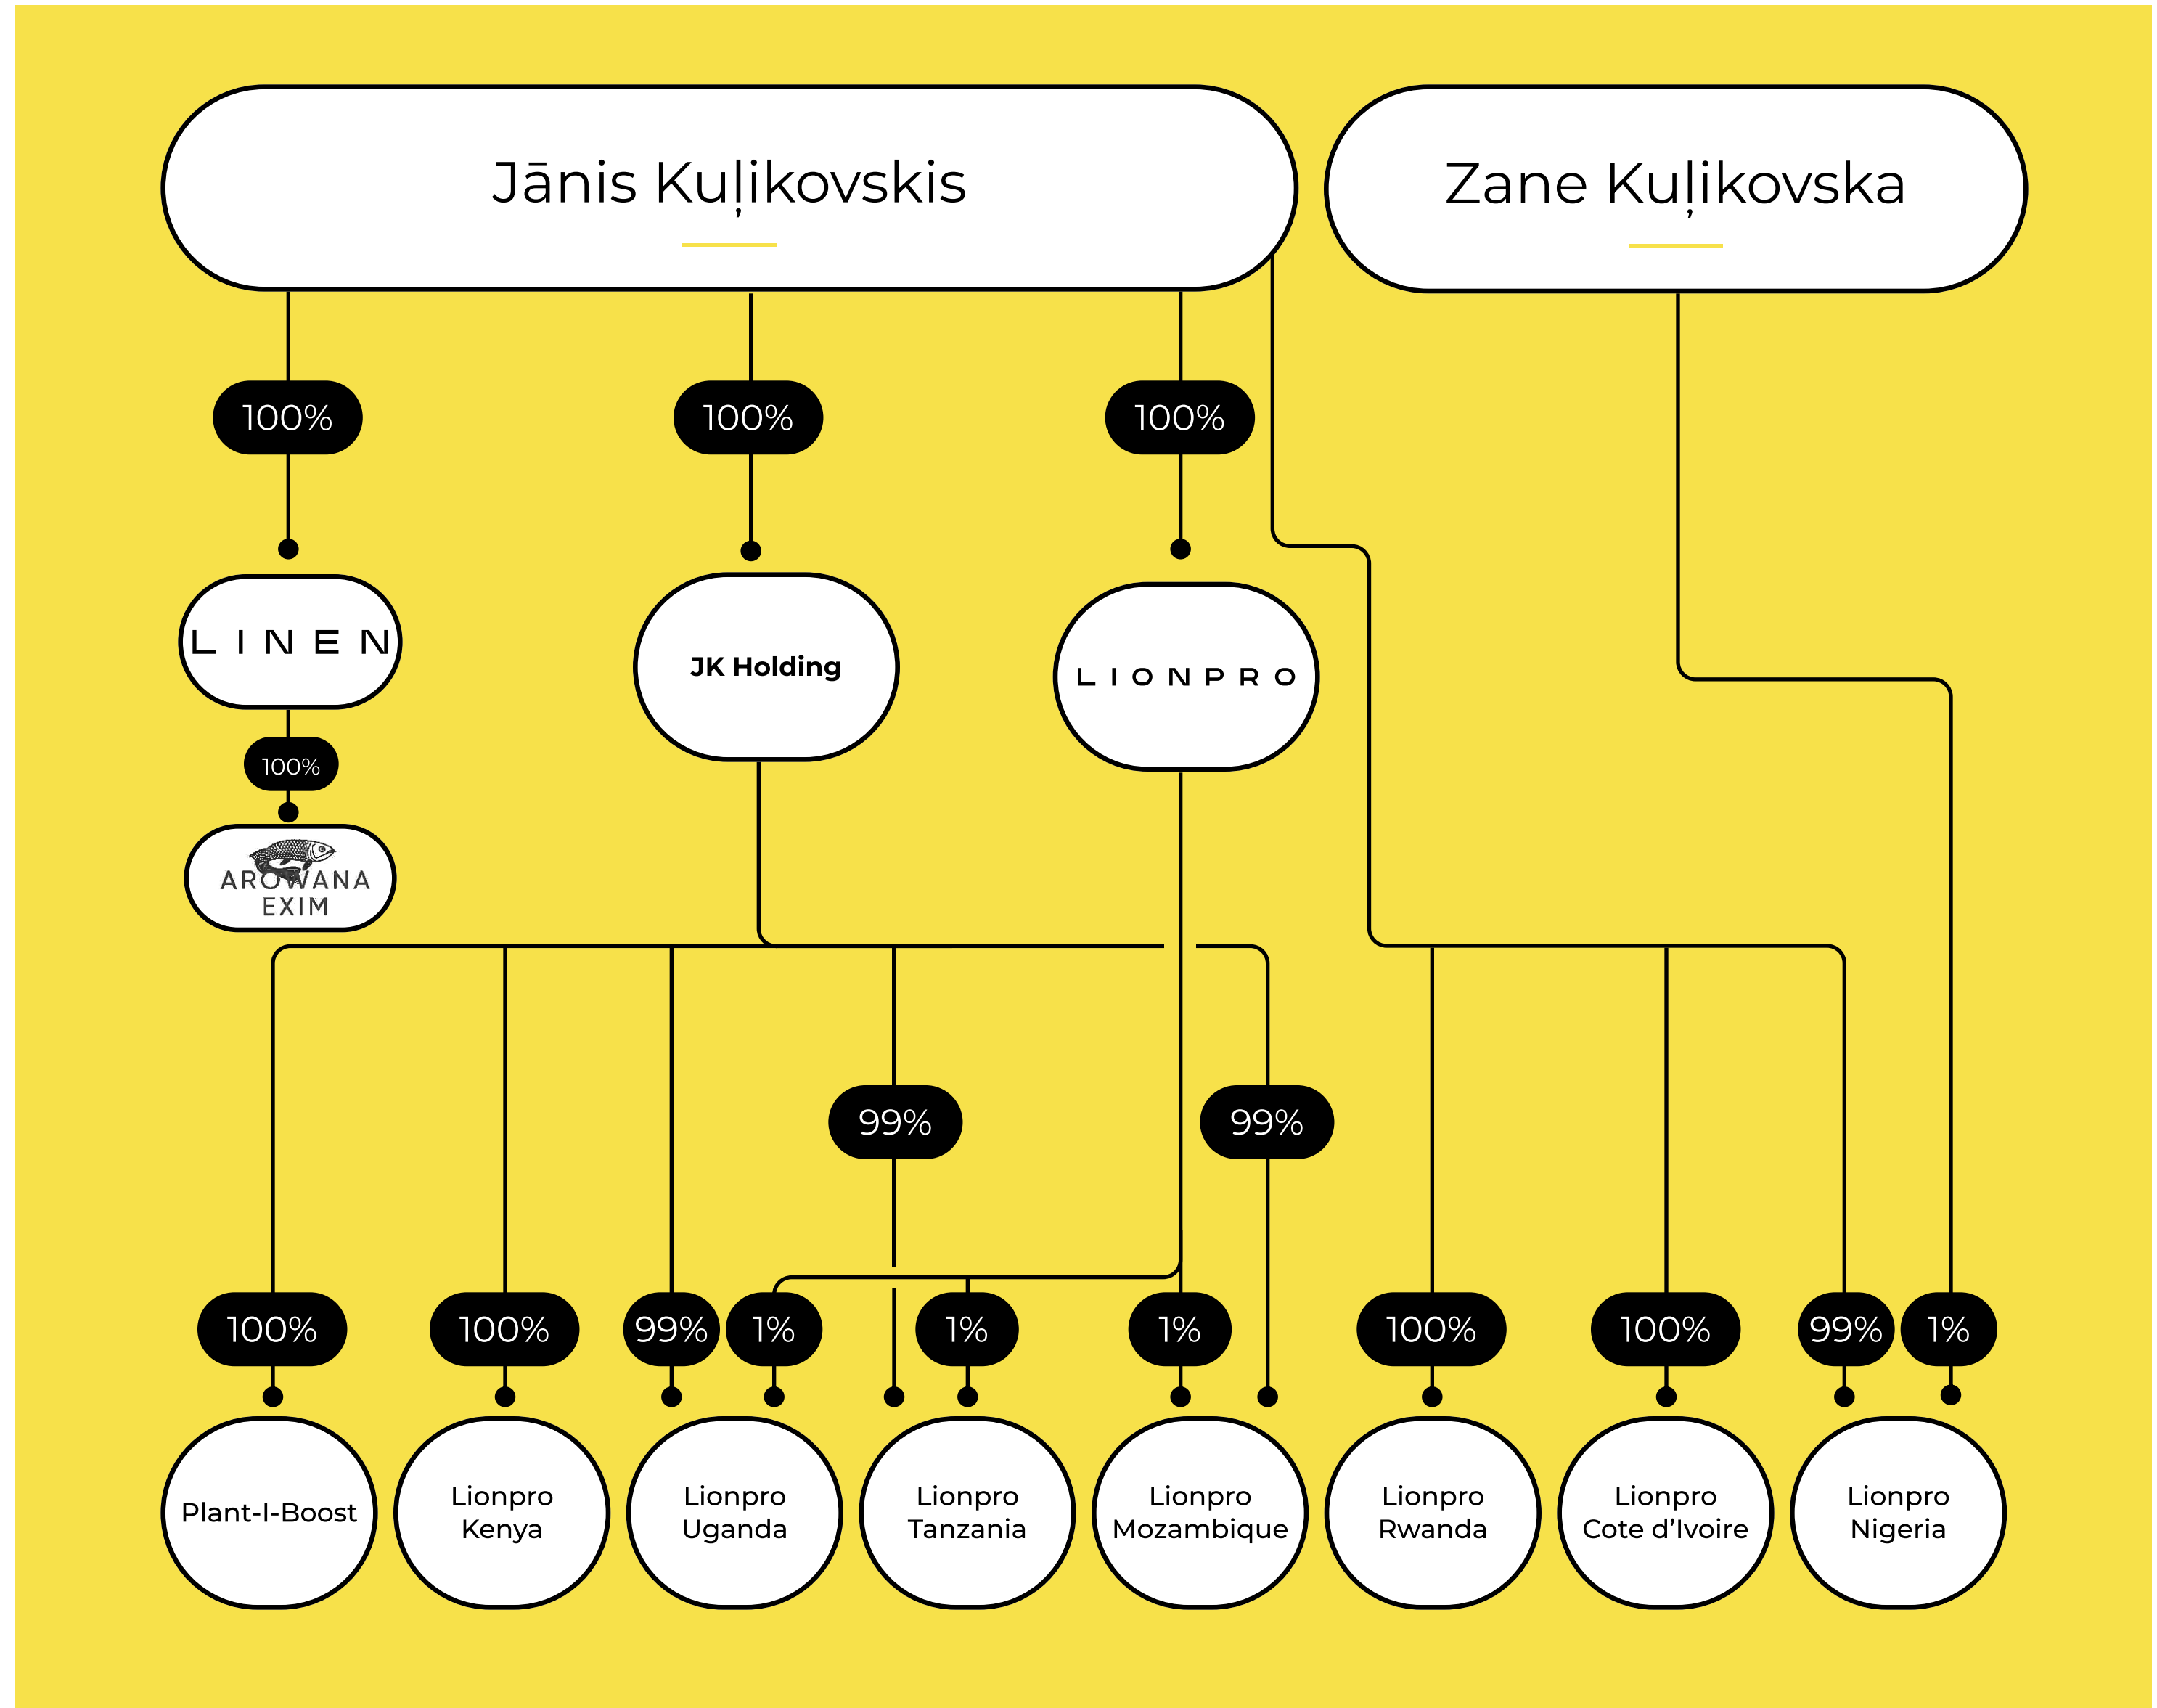 Jānis Kuļikovskis
Zane Kuļikovska
100%
100%
100%
LINEN
JK Holding
LIONPRO
100%
AROWANA
EXIM
99%
99%
100%
100%
99%
1%
1%
1%
100%
100%
99%
1%
Plant-I-Boost
Lionpro
Kenya
Lionpro
Uganda
Lionpro
Tanzania
Lionpro
Mozambique
Lionpro
Rwanda
Lionpro
Cote d’Ivoire
Lionpro
Nigeria